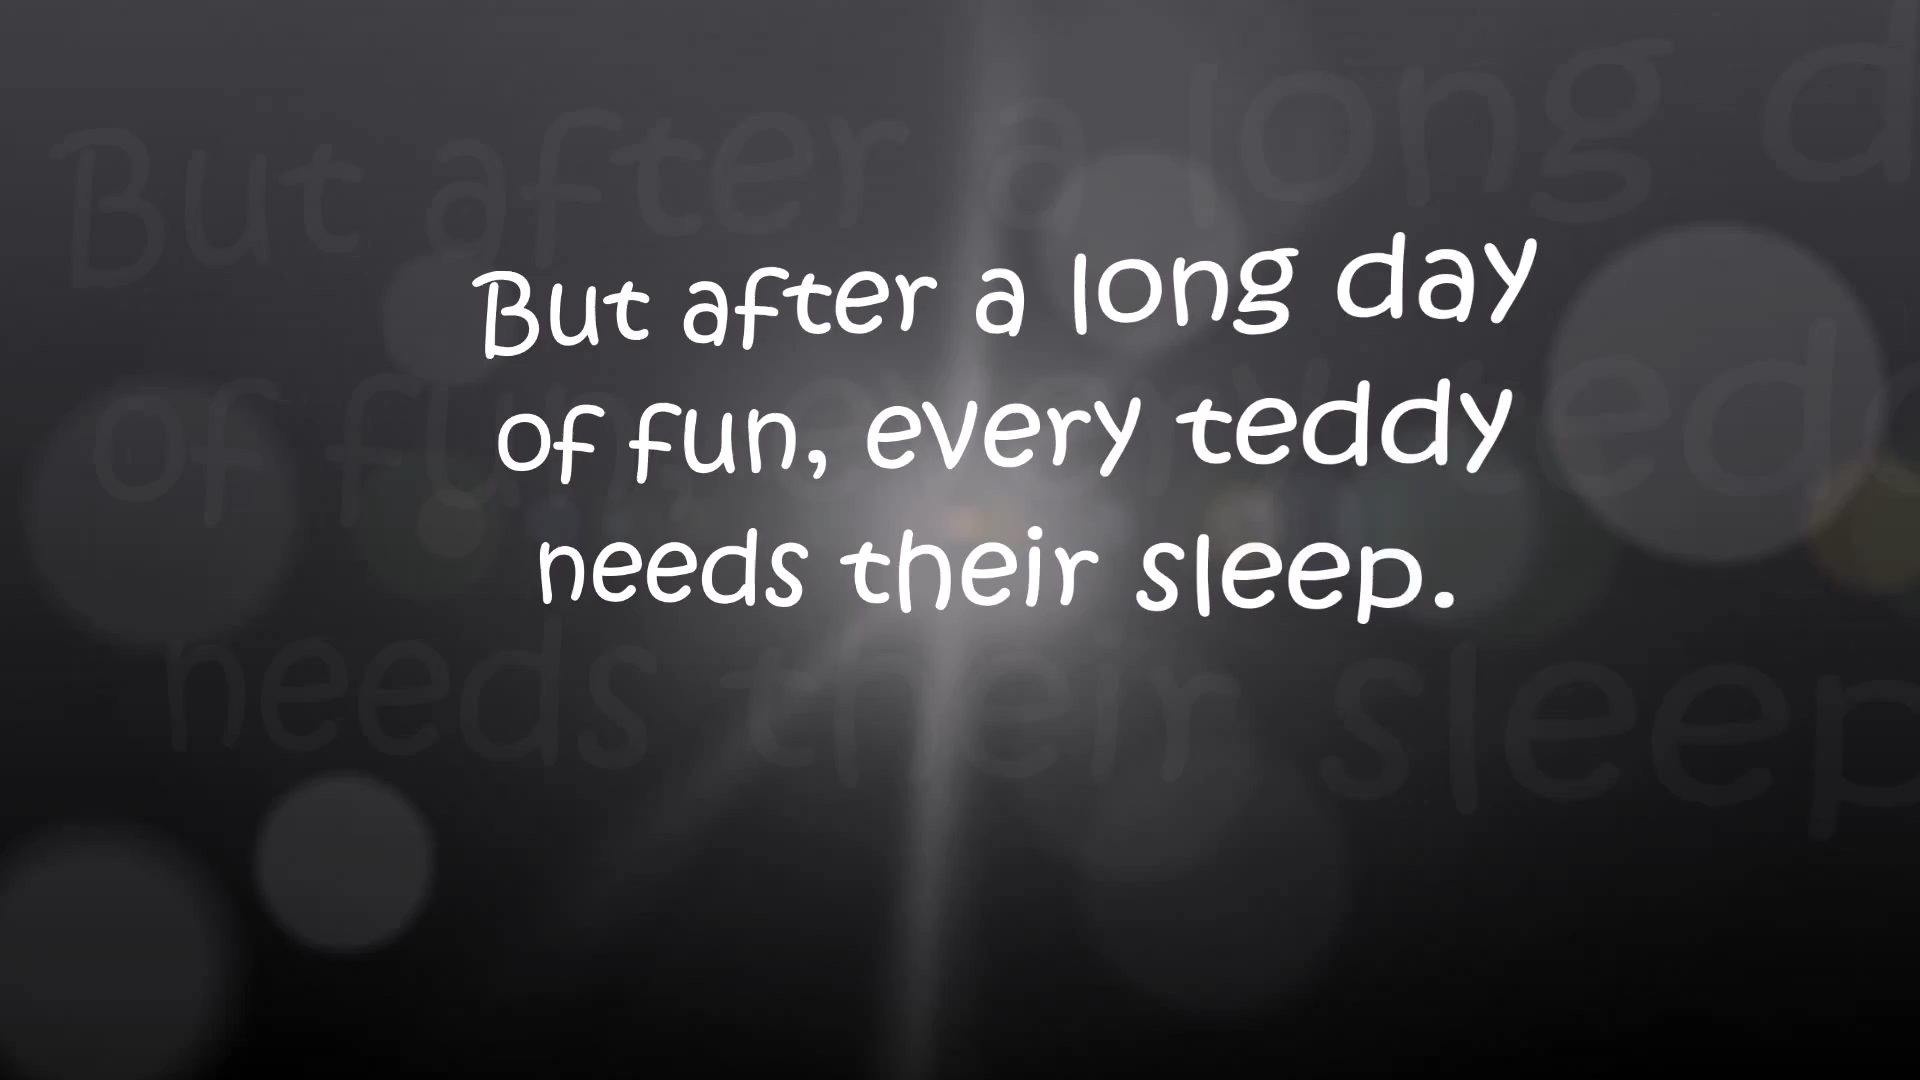 But after a long day
of fun, every teddy
needs their sleep.